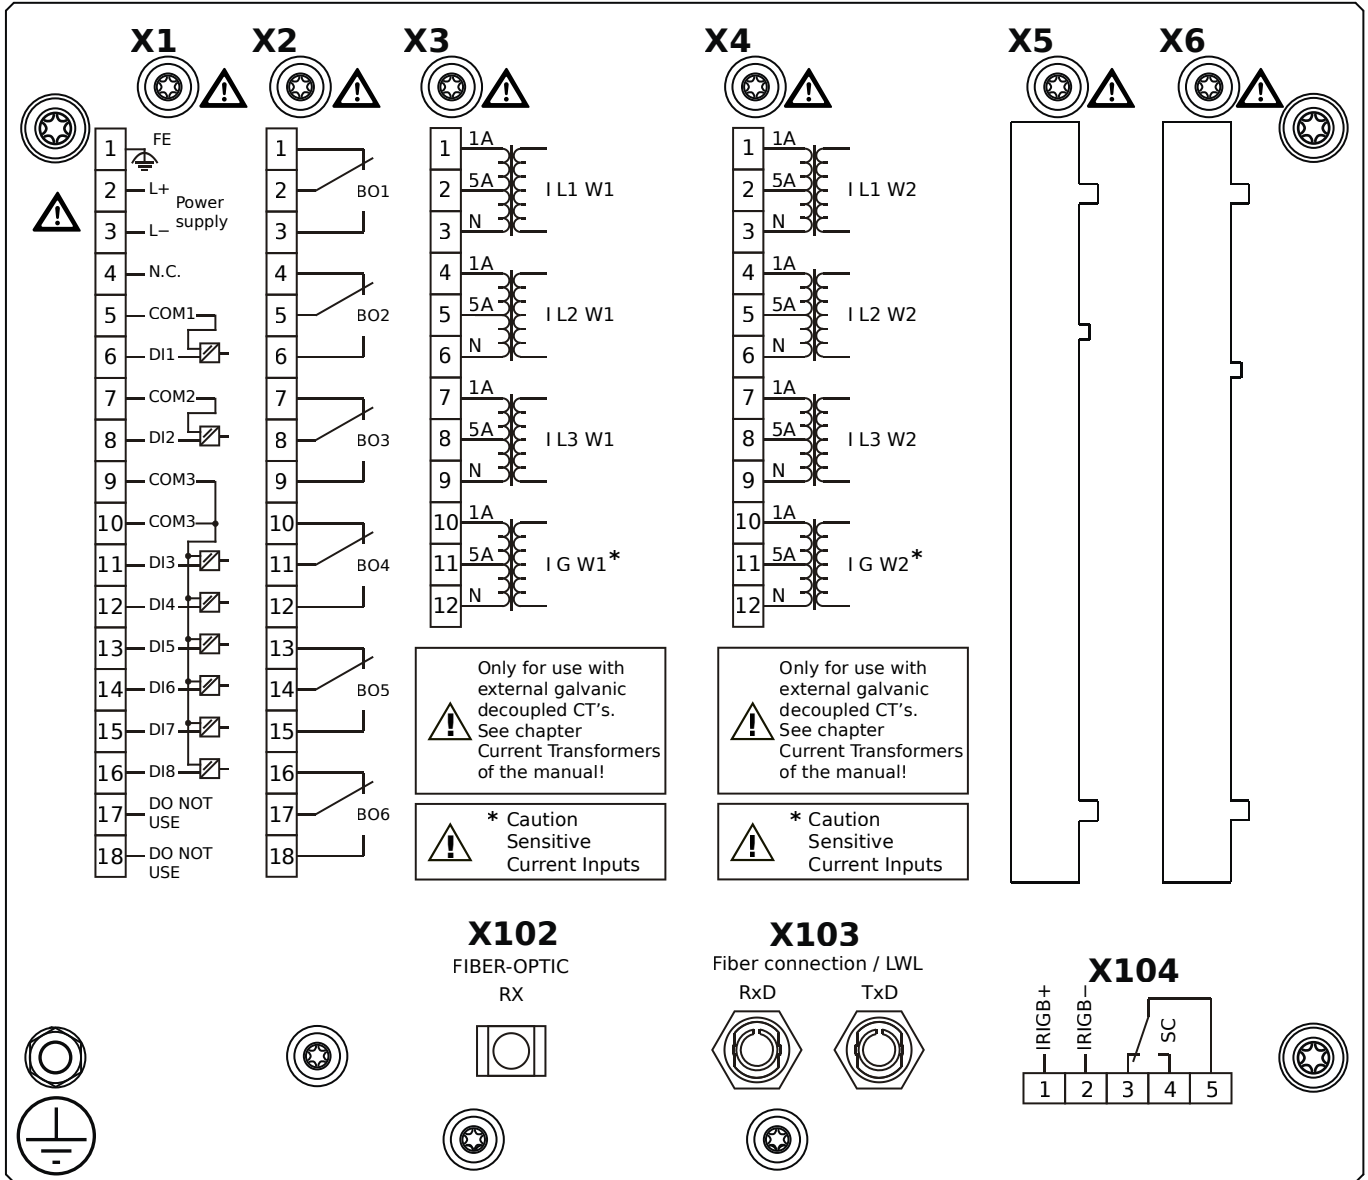 X1
X2
X3
X4
X5
X6
1
FE
2
L+
Power
supply
3
L−
4
N.C.
5
COM1
6
DI1
7
COM2
8
DI2
9
COM3
10
COM3
11
DI3
12
DI4
13
DI5
14
DI6
15
DI7
16
DI8
17
DO NOT
USE
18
DO NOT
USE
1
2
BO1
3
4
5
BO2
6
7
8
BO3
9
10
11
BO4
12
13
14
BO5
15
16
17
BO6
18
1
1A
2
5A
I L1 W1
3
N
4
1A
5
5A
I L2 W1
6
N
7
1A
8
5A
I L3 W1
9
N
10
1A
11
5A
I G W1*
12
N
Only for use with
external galvanic
decoupled CT's.
See chapter
Current Transformers
of the manual!
* Caution
Sensitive
Current Inputs
1
1A
2
5A
I L1 W2
3
N
4
1A
5
5A
I L2 W2
6
N
7
1A
8
5A
I L3 W2
9
N
10
1A
11
5A
I G W2*
12
N
Only for use with
external galvanic
decoupled CT's.
See chapter
Current Transformers
of the manual!
* Caution
Sensitive
Current Inputs
X102
FIBER-OPTIC
RX
X103
Fiber connection / LWL
RxD
TxD
X104
IRIGB+
IRIGB−
SC
1
2
3
4
5